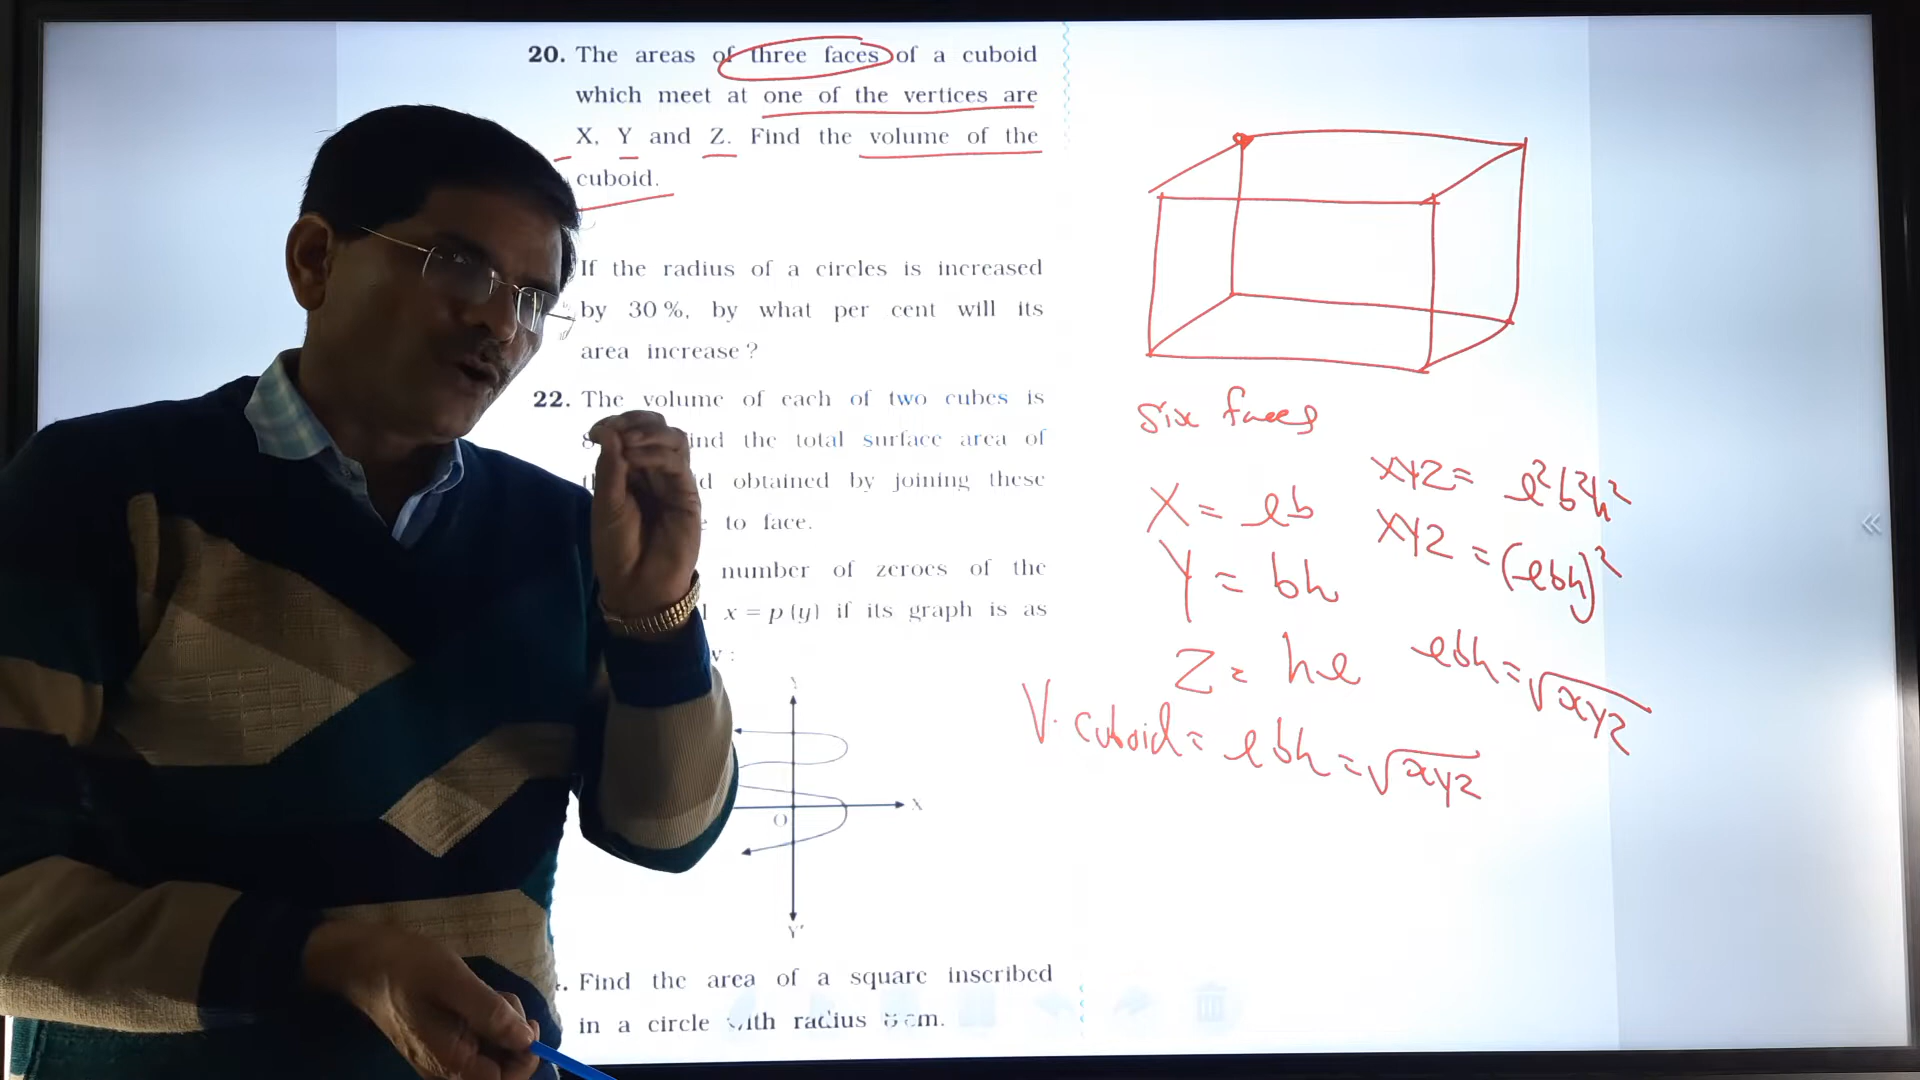 20. The areas of three faces of a cuboid
which meet at one of the vertices are
X, Y and Z. Find the volume of the
cuboid.
If the radius of a circles is increased
by 30 %, by what per cent will its
area increase ?
22. The volume of each of two cubes is
the total surface area of
obtained by joining these
to face.
number of zeroes of the
x = p (y) if its graph is as
:
Y
X
O
Y'
Find the area of a square inscribed
in a circle with radius 8 cm.
six faces
X = lb
Y = bh
Z = hl
V. cuboid = lbh = √xyz
XYZ = l²b²h²
XYZ = (lbh)²
lbh = √xyz